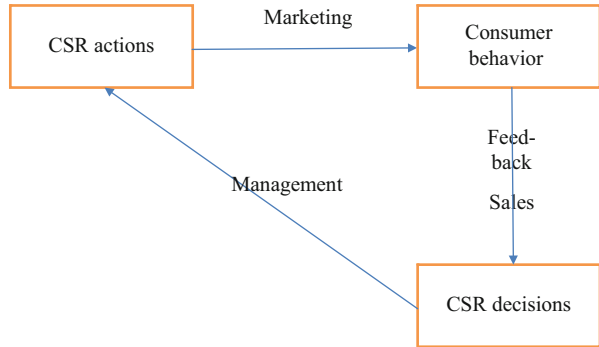 Marketing
CSR actions
Consumer
behavior
Feed-
back
Management
Sales
CSR decisions